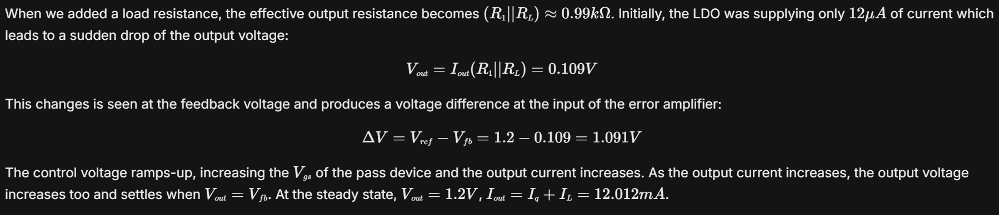 When we added a load resistance, the effective output resistance becomes (R₁||R_L) ≈ 0.99kΩ. Initially, the LDO was supplying only 12μA of current which
leads to a sudden drop of the output voltage:
V_out = I_out(R₁||R_L) = 0.109V
This changes is seen at the feedback voltage and produces a voltage difference at the input of the error amplifier:
ΔV = V_ref − V_fb = 1.2 − 0.109 = 1.091V
The control voltage ramps-up, increasing the V_gs of the pass device and the output current increases. As the output current increases, the output voltage
increases too and settles when V_out = V_fb. At the steady state, V_out = 1.2V, I_out = I_q + I_L = 12.012mA.